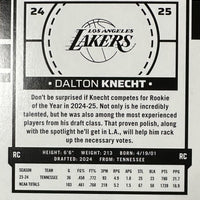 24
LOS ANGELES
LAKERS
25
DALTON KNECHT
Don't be surprised if Knecht competes for Rookie
of the Year in 2024-25. Not only is he incredibly
talented, but he was also among the most proven
players from his draft class. That proven polish, along
with the spotlight he'll get in L.A., will help him rack
up the necessary votes.
RC
HEIGHT: 6'6" WEIGHT: 213 BORN: 4/19/01
DRAFTED: 2024 FROM: TENNESSEE
RC
SEASON TEAM
23-24 TENNESSEE
NCAA TOTALS